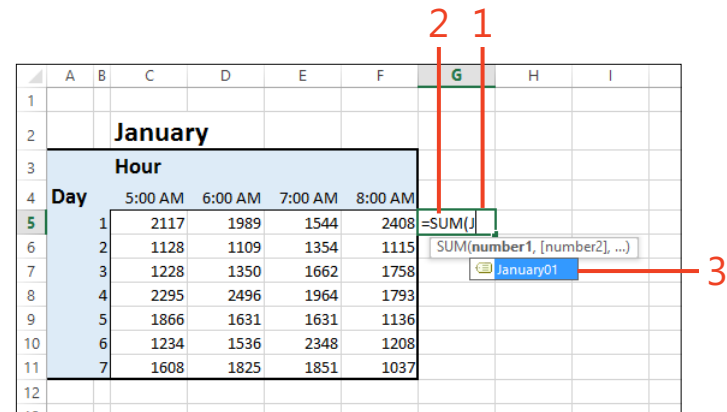 2 1
A B C D E F G H I
1
2 January
3 Hour
4 Day 5:00 AM 6:00 AM 7:00 AM 8:00 AM
5 1 2117 1989 1544 2408 =SUM(J
6 2 1128 1109 1354 1115 SUM(number1, [number2], ...)
7 3 1228 1350 1662 1758 January01 3
8 4 2295 2496 1964 1793
9 5 1866 1631 1631 1136
10 6 1234 1536 2348 1208
11 7 1608 1825 1851 1037
12